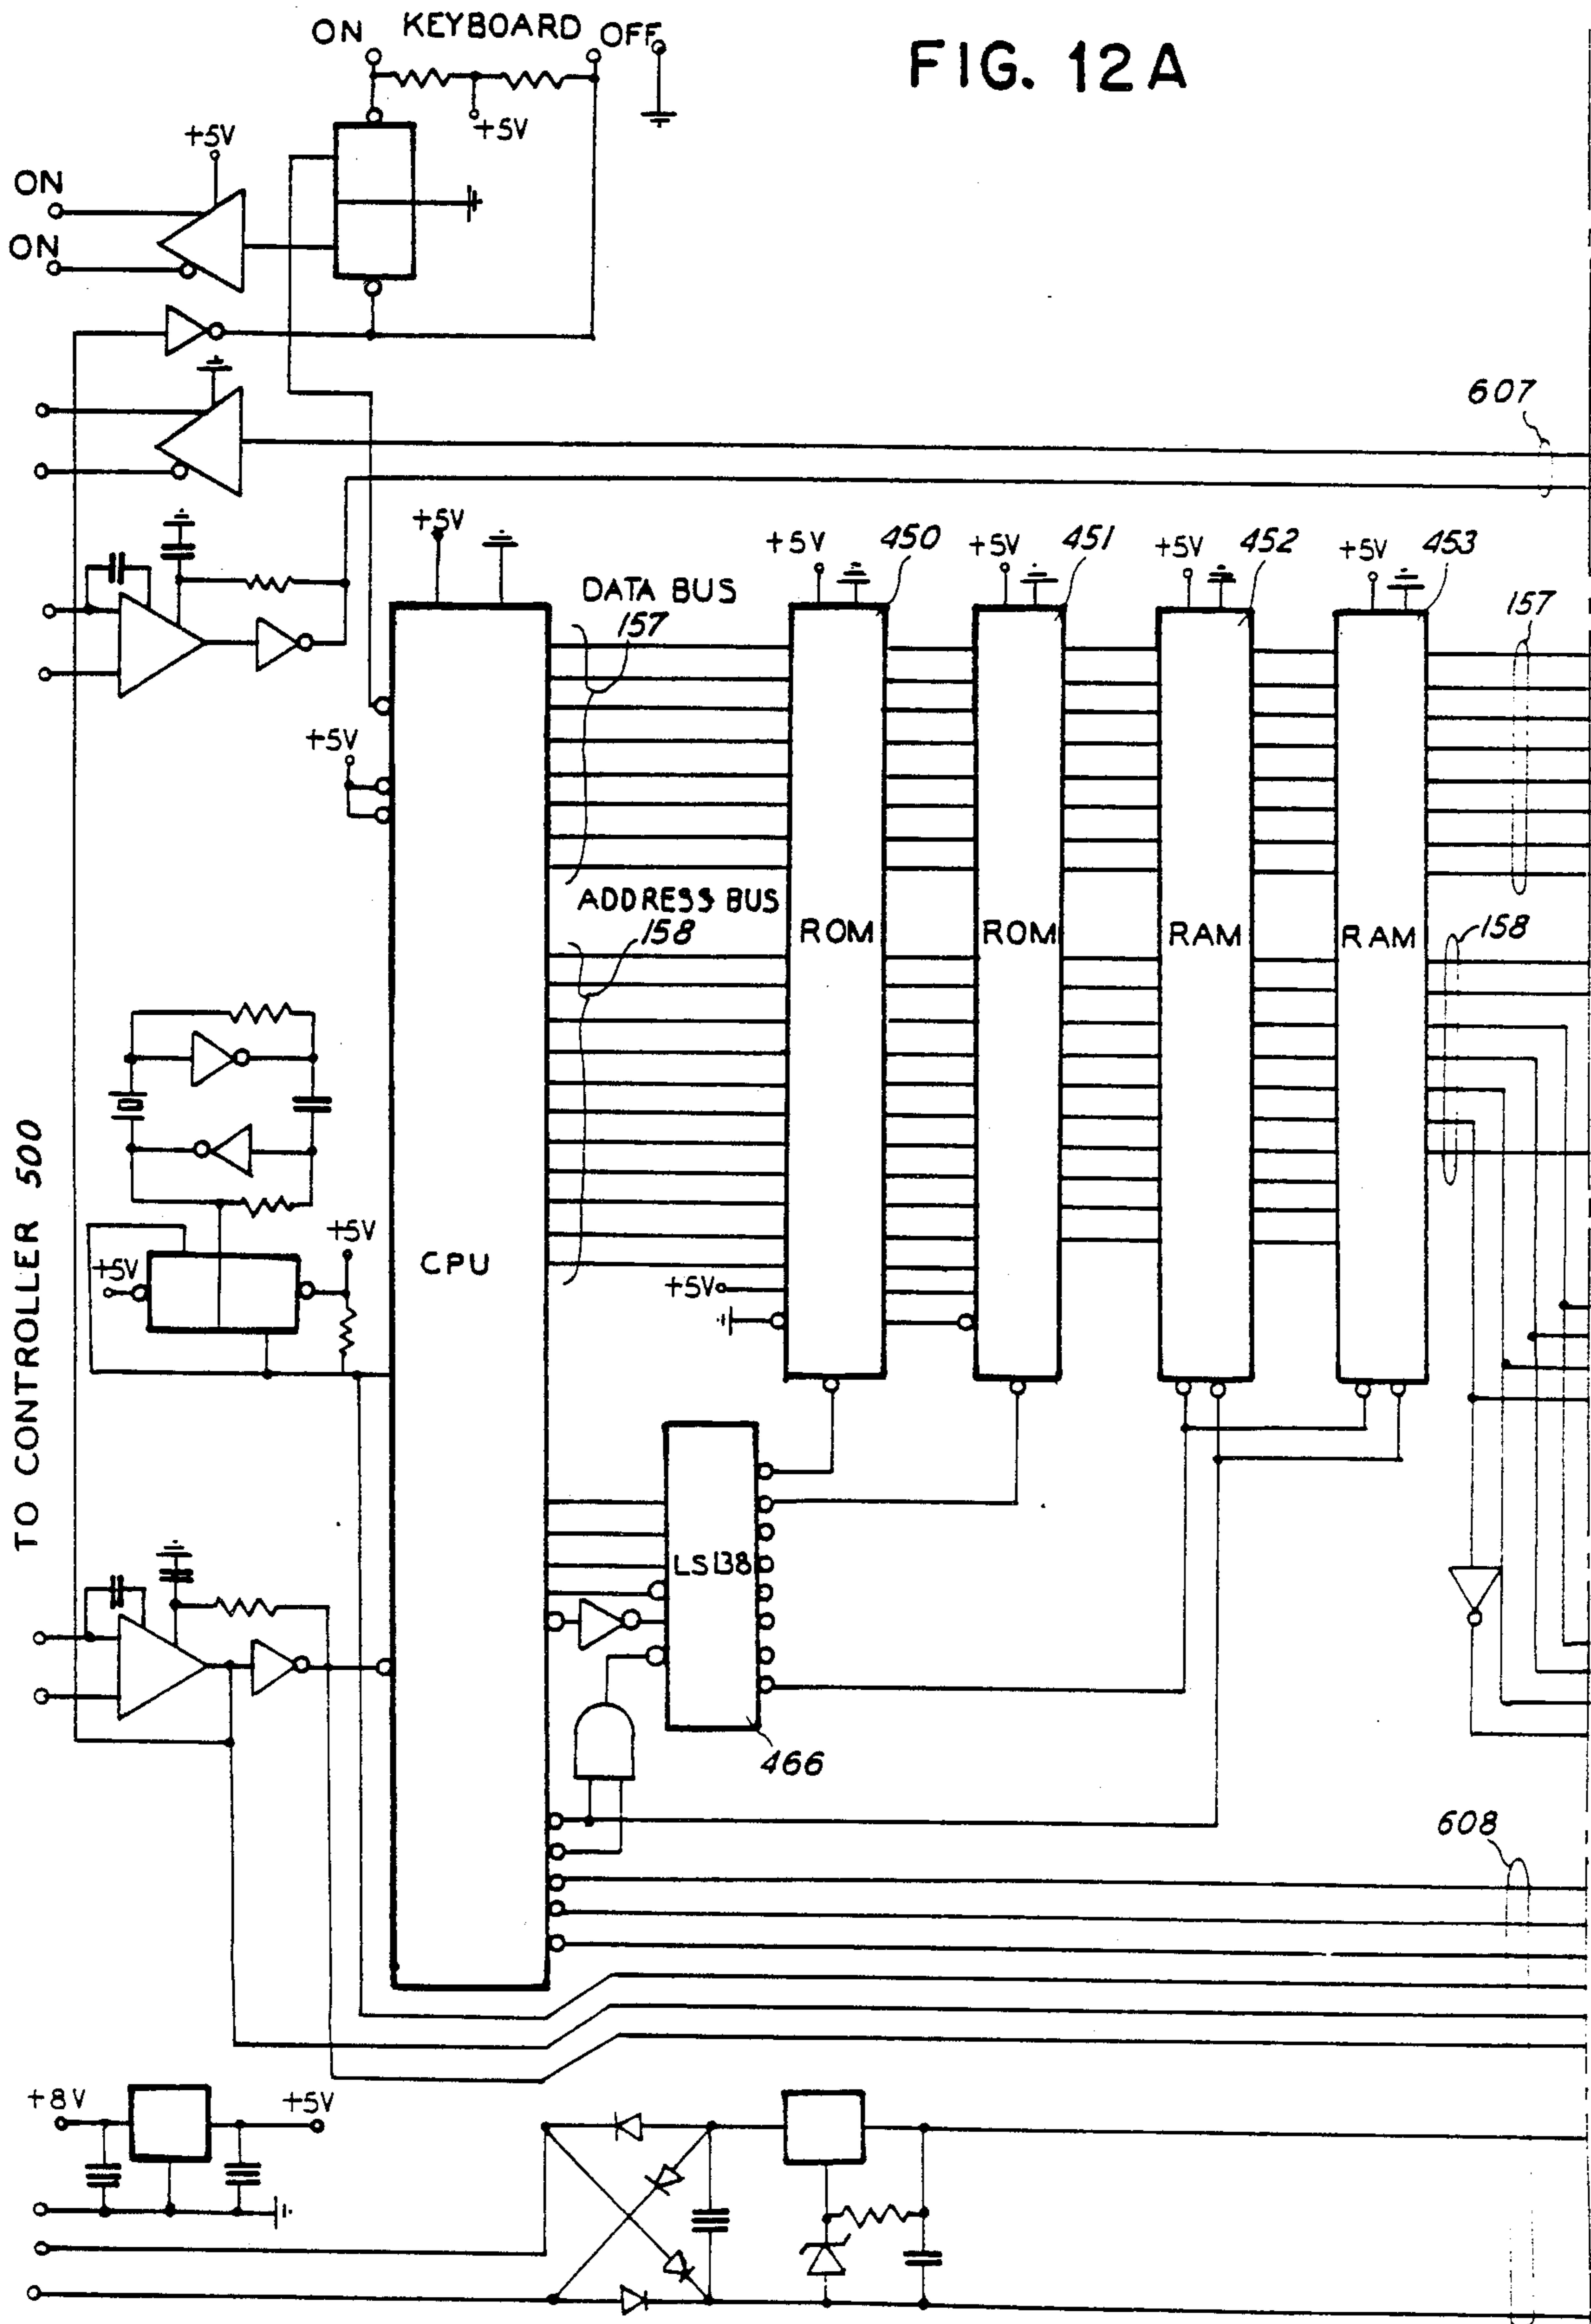 FIG. 12A
ON KEYBOARD OFF
+5V
+5V
ON
ON
607
+5V
DATA BUS
157
+5V 450
+5V 451
+5V 452
+5V 453
157
+5V
ADDRESS BUS
158
ROM
ROM
RAM
RAM
158
TO CONTROLLER 500
+5V
+5V
CPU
+5V
LS138
466
608
+8V
+5V